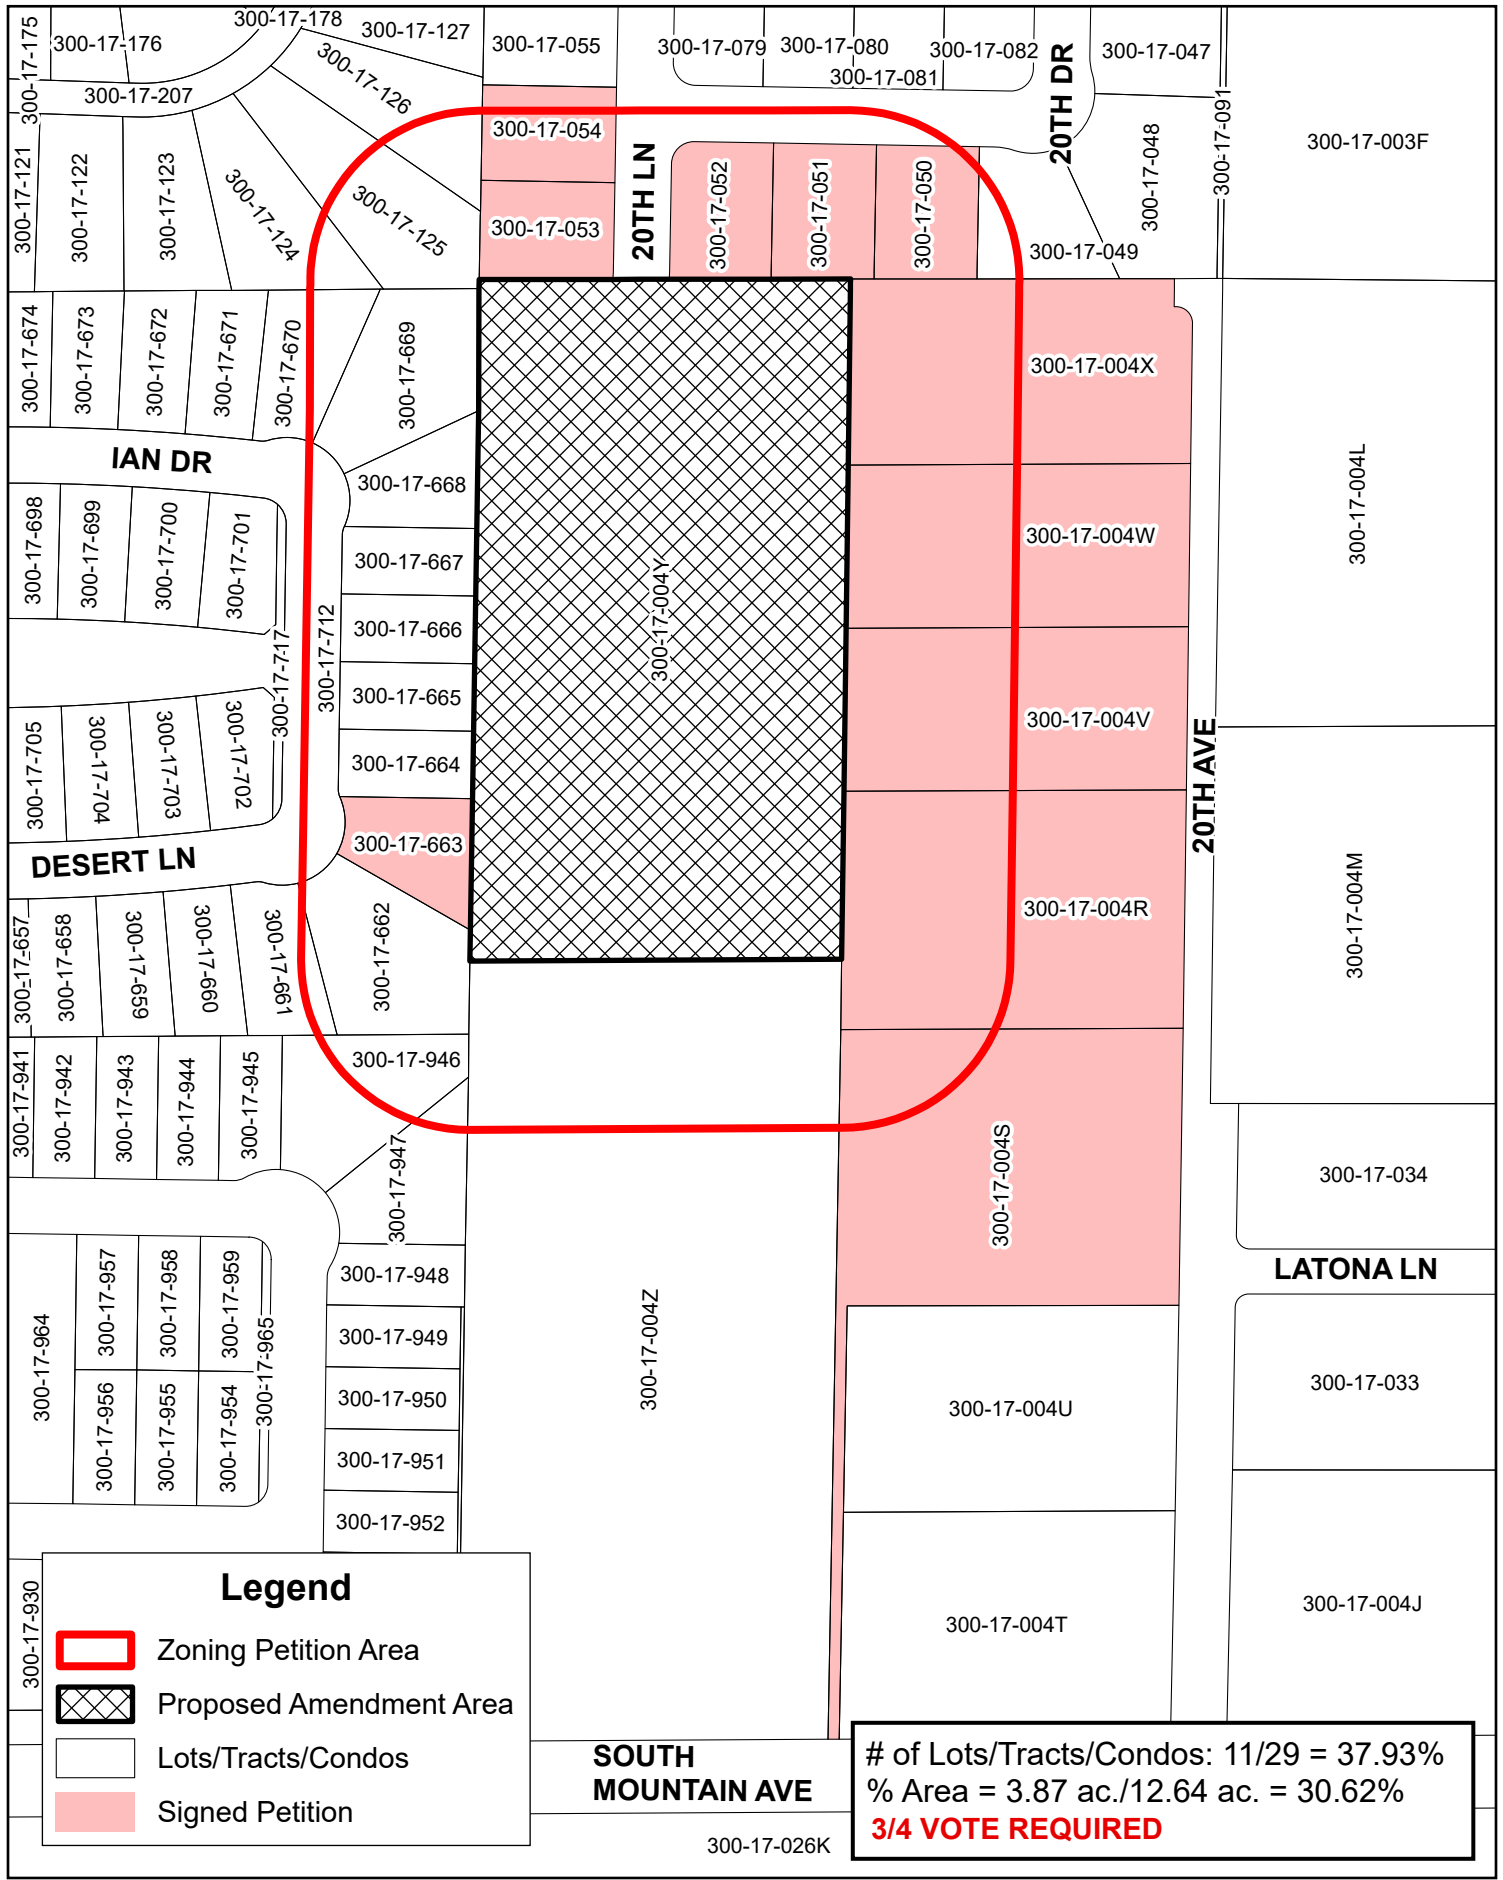 300-17-175
300-17-176
300-17-178
300-17-127
300-17-055
300-17-079
300-17-080
300-17-081
300-17-082
20TH DR
300-17-047
300-17-091
300-17-003F
300-17-207
300-17-126
300-17-054
300-17-121
300-17-122
300-17-123
300-17-124
300-17-125
300-17-053
20TH LN
300-17-052
300-17-051
300-17-050
300-17-048
300-17-049
300-17-674
300-17-673
300-17-672
300-17-671
300-17-670
300-17-669
300-17-004X
IAN DR
300-17-668
300-17-004L
300-17-698
300-17-699
300-17-700
300-17-701
300-17-667
300-17-004W
300-17-717
300-17-712
300-17-666
300-17-004Y
300-17-665
300-17-004V
300-17-705
300-17-704
300-17-703
300-17-702
300-17-664
20TH AVE
DESERT LN
300-17-663
300-17-004R
300-17-004M
300-17-657
300-17-658
300-17-659
300-17-660
300-17-661
300-17-662
300-17-941
300-17-942
300-17-943
300-17-944
300-17-945
300-17-946
300-17-947
300-17-004S
300-17-034
300-17-964
300-17-957
300-17-958
300-17-959
300-17-965
300-17-948
LATONA LN
300-17-949
300-17-004Z
300-17-956
300-17-955
300-17-954
300-17-950
300-17-004U
300-17-033
300-17-951
300-17-952
300-17-930
300-17-004T
300-17-004J
Legend
Zoning Petition Area
Proposed Amendment Area
Lots/Tracts/Condos
Signed Petition
SOUTH
MOUNTAIN AVE
300-17-026K
# of Lots/Tracts/Condos: 11/29 = 37.93%
% Area = 3.87 ac./12.64 ac. = 30.62%
3/4 VOTE REQUIRED